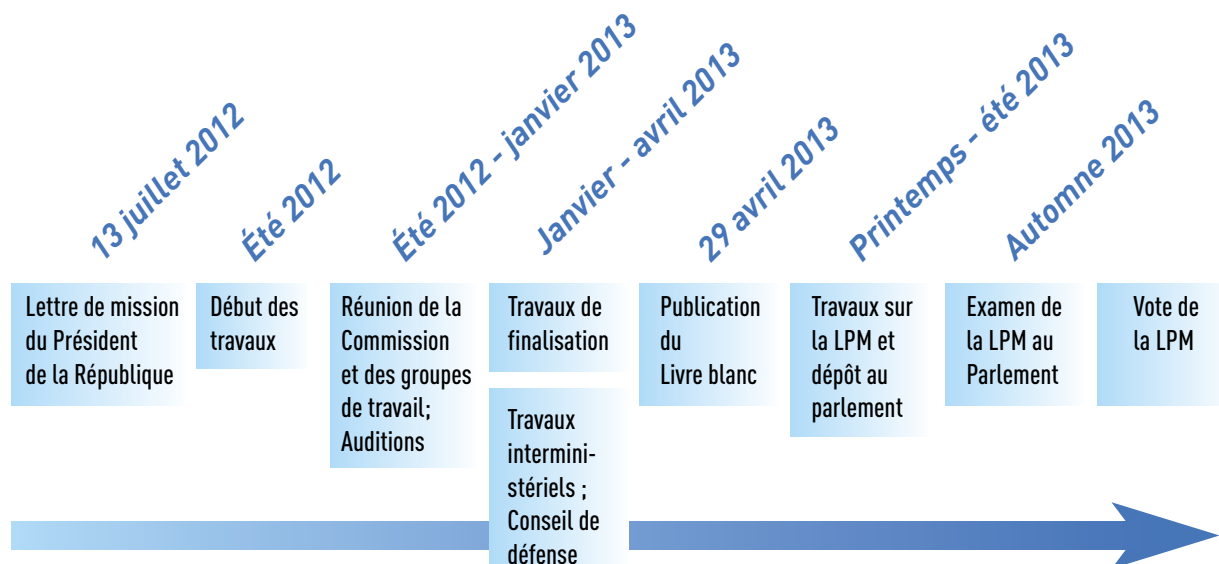 13 juillet 2012
Été 2012
Été 2012 - janvier 2013
Janvier - avril 2013
29 avril 2013
Printemps - été 2013
Automne 2013
Lettre de mission
du Président
de la République
Début des
travaux
Réunion de la
Commission
et des groupes
de travail;
Auditions
Travaux de
finalisation
Travaux
intermini-
stériels ;
Conseil de
défense
Publication
du
Livre blanc
Travaux sur
la LPM et
dépôt au
parlement
Examen de
la LPM au
Parlement
Vote de
la LPM